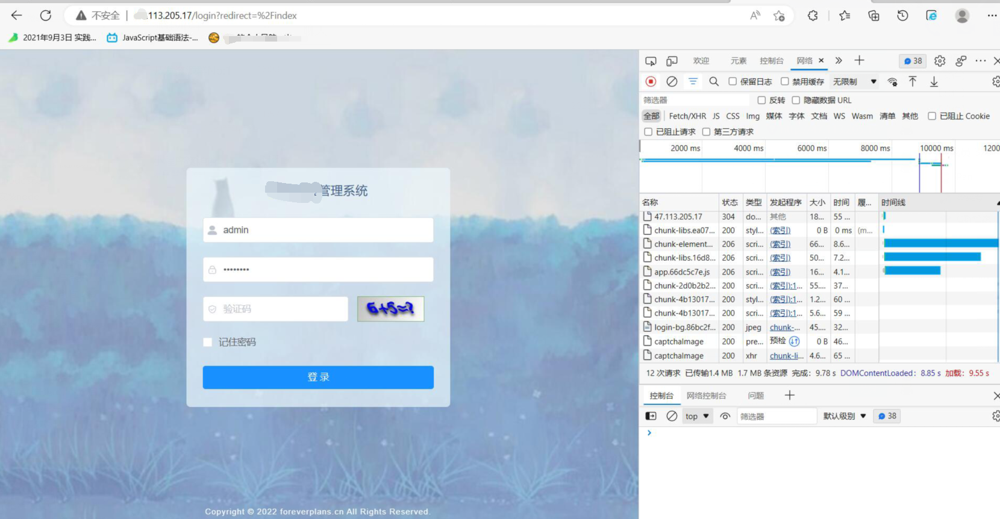 不安全 | 113.205.17/login?redirect=%2Findex
2021年9月3日 实践... JavaScript基础语法-...
欢迎 元素 控制台 网络 38
保留日志 禁用缓存 无限制
筛选器 反转 隐藏数据 URL
全部 Fetch/XHR JS CSS Img 媒体 字体 文档 WS Wasm 清单 其他 已阻止 Cookie
已阻止请求 第三方请求
2000 ms 4000 ms 6000 ms 8000 ms 10000 ms 1200
名称 状态 类型 发起程序 大小 时间 履... 时间线
47.113.205.17 304 do... 其他 18... 55 ...
chunk-libs.ea07... 200 styl... (索引) 0 B 0 ms (m...
chunk-element... 206 scri... (索引) 66... 8.6...
chunk-libs.16d8... 206 scri... (索引) 50... 7.2...
app.66dc5c7e.js 206 scri... (索引) 16... 4.1...
chunk-2d0b2b2... 200 scri... (索引):1... 55.... 37...
chunk-4b13017... 200 styl... (索引):1... 1.2... 60 ...
chunk-4b13017... 200 scri... (索引):1... 5.6... 59 ...
login-bg.86bc2f... 200 jpeg chunk-... 45.... 32...
captchaImage 200 pre... 预检 0 B 46...
captchaImage 200 xhr chunk-li... 4.6... 65 ...
12 次请求 已传输1.4 MB 1.7 MB 条资源 完成：9.78 s DOMContentLoaded：8.85 s 加载：9.55 s
控制台 网络控制台 问题
top 筛选器 默认级别 38
管理系统
admin
••••••••
验证码 6+5=?
记住密码
登 录
Copyright © 2022 foreverplans.cn All Rights Reserved.